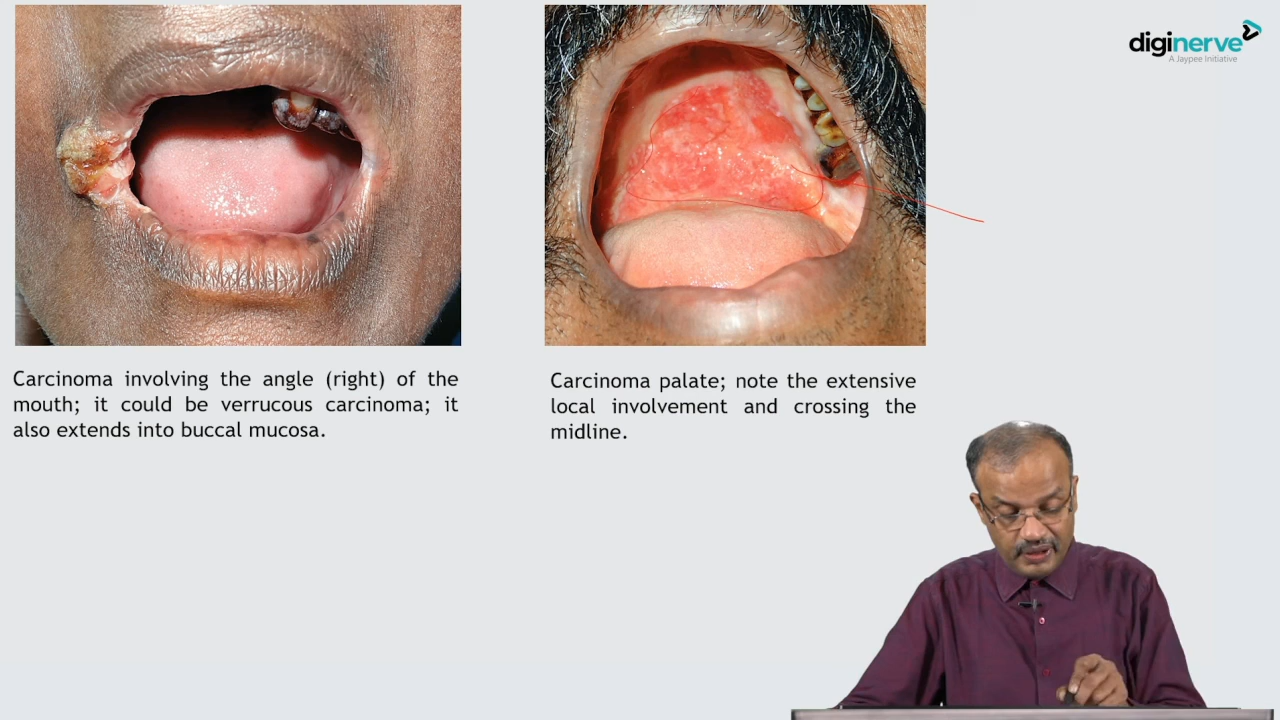 diginerve
A Jaypee Initiative
Carcinoma involving the angle (right) of the
mouth; it could be verrucous carcinoma; it
also extends into buccal mucosa.
Carcinoma palate; note the extensive
local involvement and crossing the
midline.